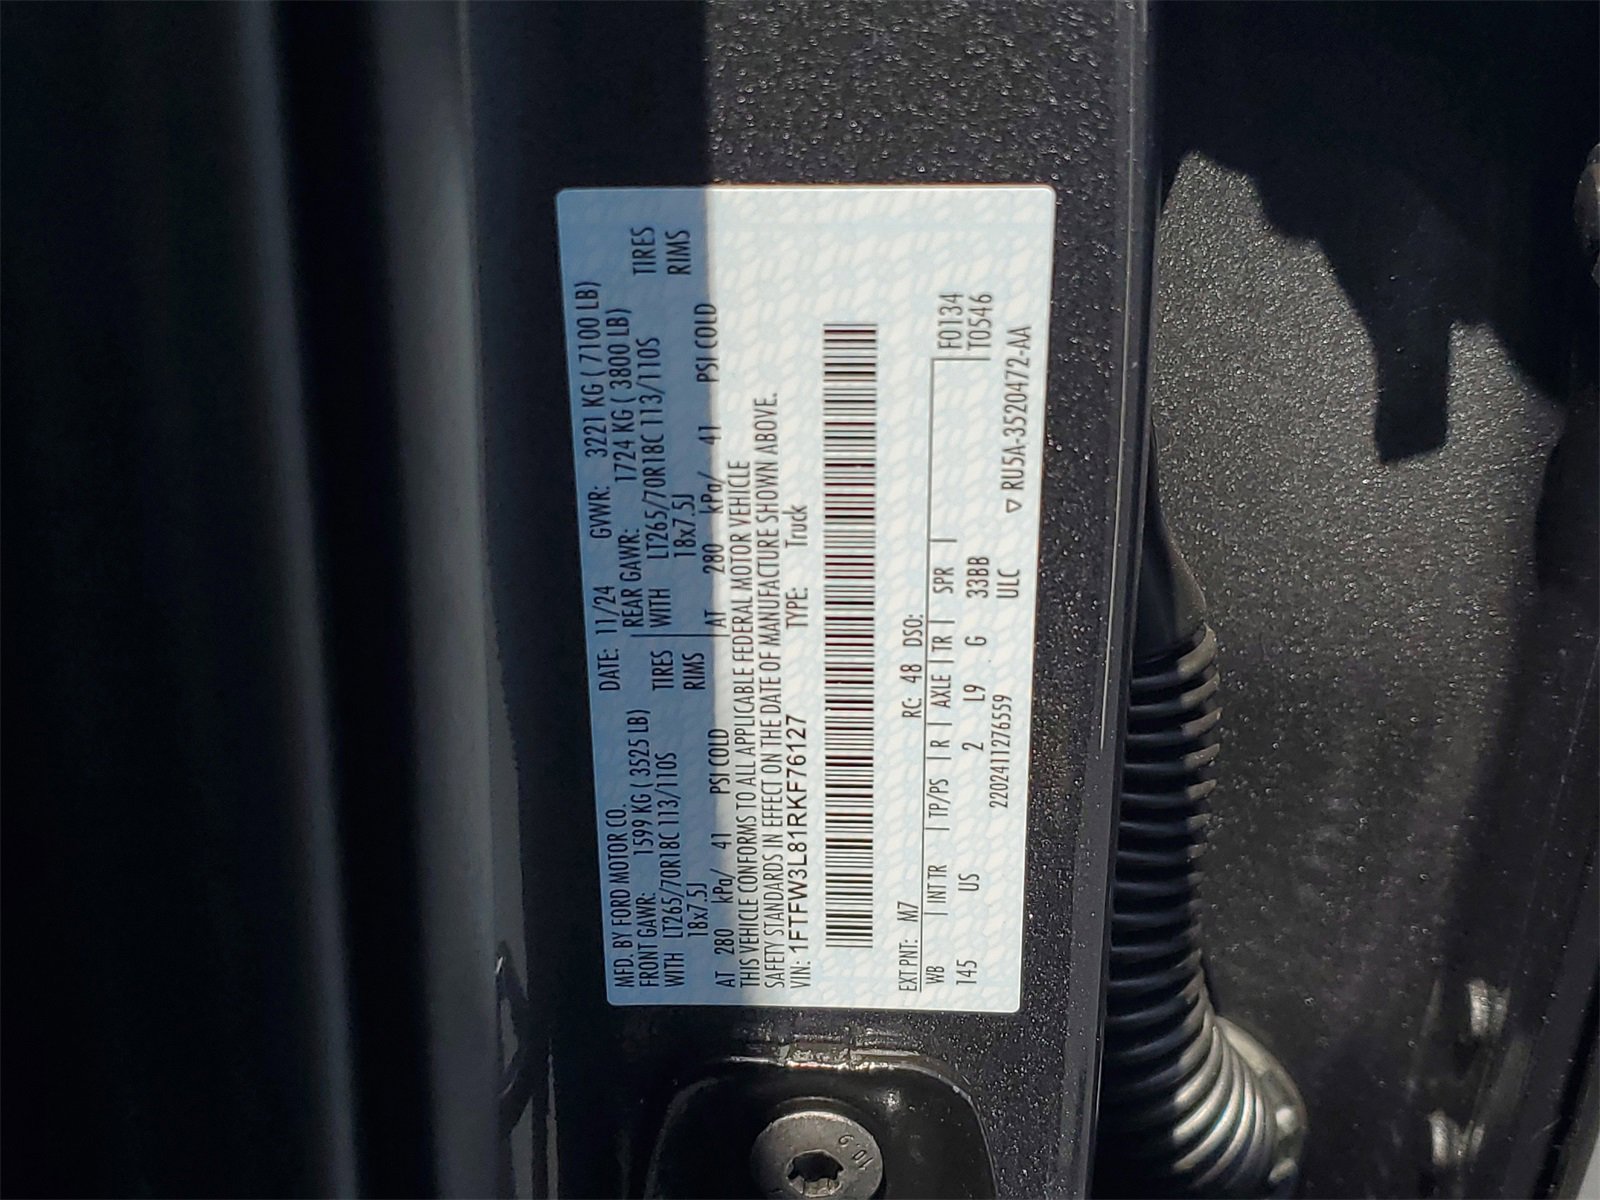 MFD. BY FORD MOTOR CO. DATE: 11/24 GVWR: 3221 KG ( 7100 LB)
FRONT GAWR: 1599 KG ( 3525 LB) REAR GAWR: 1724 KG ( 3800 LB)
WITH LT265/70R18C 113/110S TIRES WITH LT265/70R18C 113/110S TIRES
18x7.5J RIMS 18x7.5J RIMS
AT 280 kPa/ 41 PSI COLD AT 280 kPa/ 41 PSI COLD
THIS VEHICLE CONFORMS TO ALL APPLICABLE FEDERAL MOTOR VEHICLE
SAFETY STANDARDS IN EFFECT ON THE DATE OF MANUFACTURE SHOWN ABOVE.
VIN: 1FTFW3L81RKF76127 TYPE: Truck
EXT PNT: M7 RC: 48 DSO:
WB INT TR TP/PS R AXLE TR SPR F0134
145 US 2 L9 G 33BB T0546
2202411276559 ULC ▽ RU5A-3520472-AA
10.9